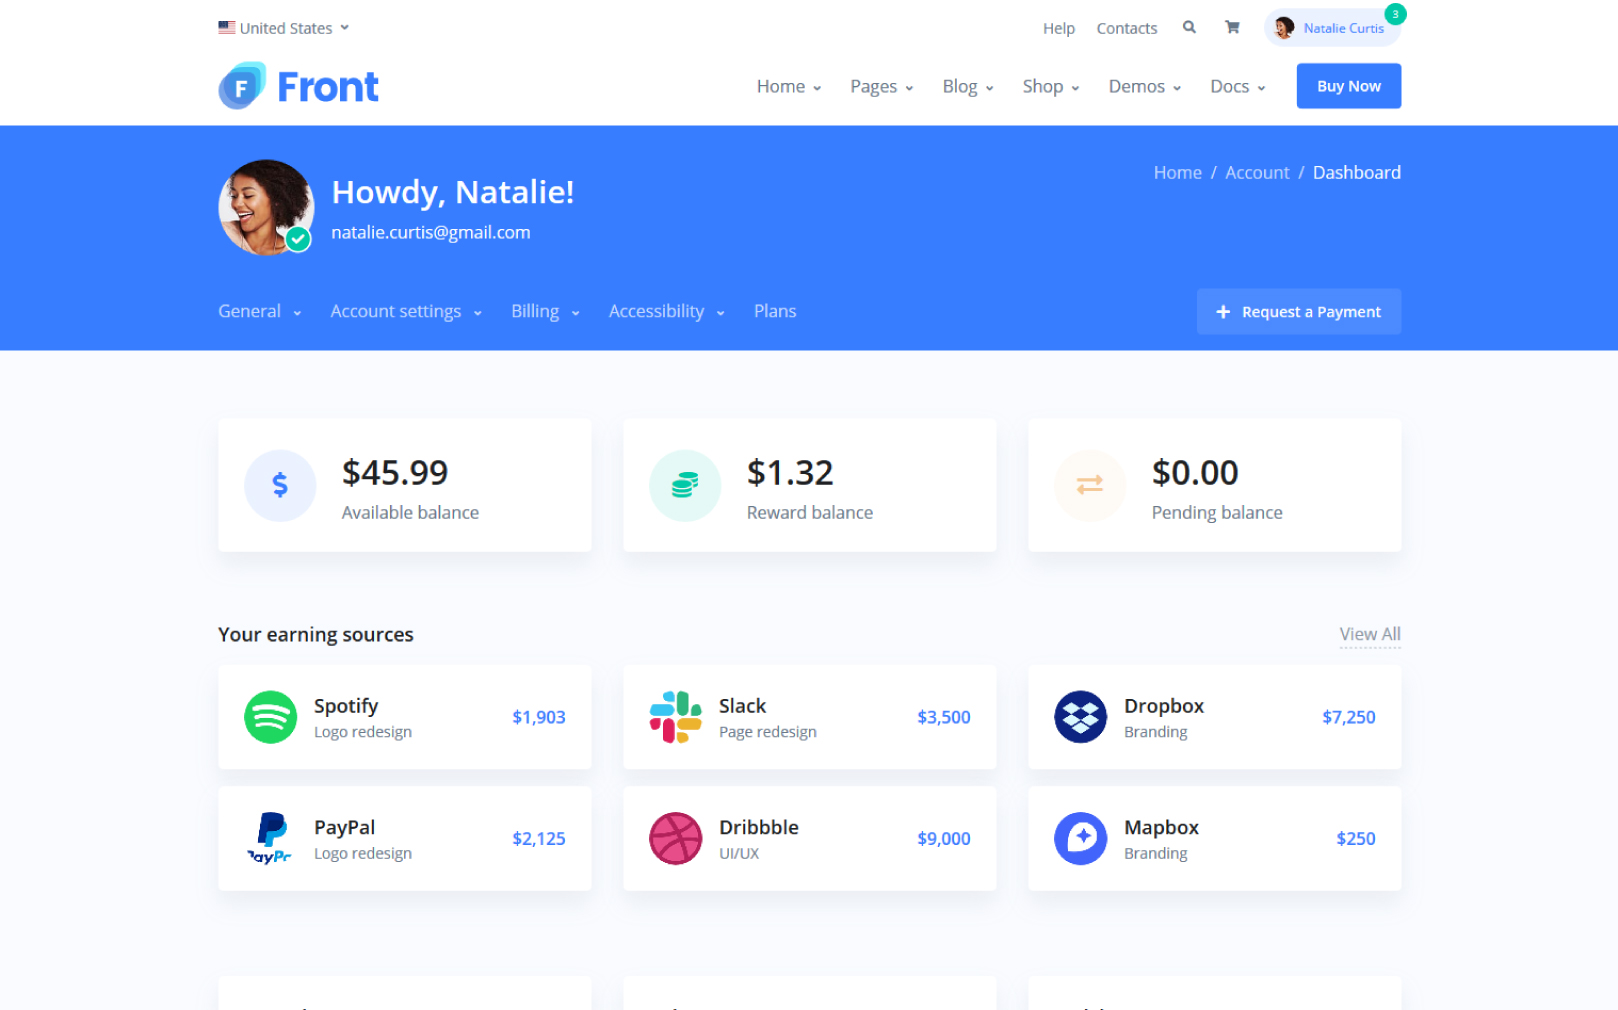 United States
Help
Contacts
Natalie Curtis
3
F
Front
Home
Pages
Blog
Shop
Demos
Docs
Buy Now
Howdy, Natalie!
natalie.curtis@gmail.com
Home / Account / Dashboard
General
Account settings
Billing
Accessibility
Plans
Request a Payment
$
$45.99
Available balance
$1.32
Reward balance
$0.00
Pending balance
Your earning sources
View All
Spotify
Logo redesign
$1,903
Slack
Page redesign
$3,500
Dropbox
Branding
$7,250
PayPal
Logo redesign
$2,125
Dribbble
UI/UX
$9,000
Mapbox
Branding
$250